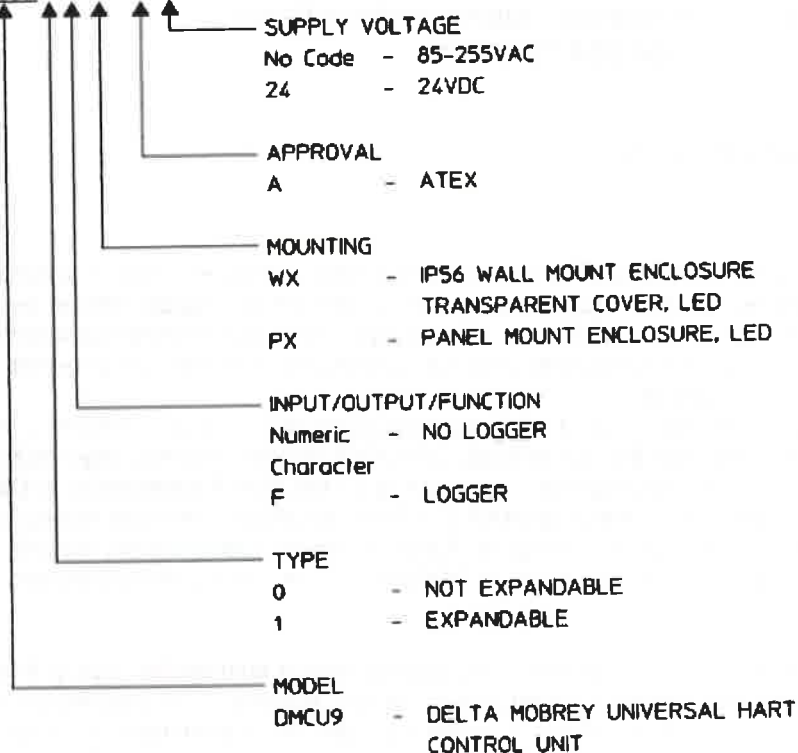 SUPPLY VOLTAGE
No Code - 85-255VAC
24 - 24VDC
APPROVAL
A - ATEX
MOUNTING
WX - IP56 WALL MOUNT ENCLOSURE
TRANSPARENT COVER, LED
PX - PANEL MOUNT ENCLOSURE, LED
INPUT/OUTPUT/FUNCTION
Numeric - NO LOGGER
Character
F - LOGGER
TYPE
0 - NOT EXPANDABLE
1 - EXPANDABLE
MODEL
DMCU9 - DELTA MOBREY UNIVERSAL HART
CONTROL UNIT